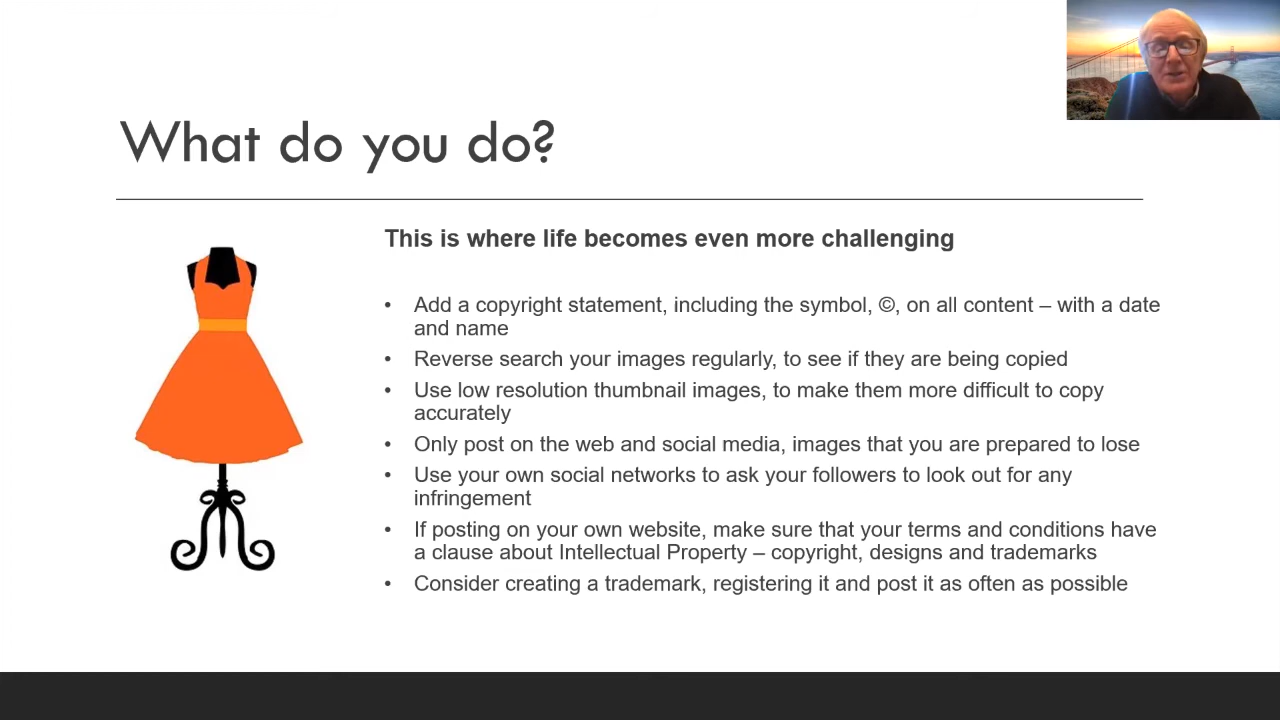 What do you do?
This is where life becomes even more challenging
• Add a copyright statement, including the symbol, ©, on all content – with a date
and name
• Reverse search your images regularly, to see if they are being copied
• Use low resolution thumbnail images, to make them more difficult to copy
accurately
• Only post on the web and social media, images that you are prepared to lose
• Use your own social networks to ask your followers to look out for any
infringement
• If posting on your own website, make sure that your terms and conditions have
a clause about Intellectual Property – copyright, designs and trademarks
• Consider creating a trademark, registering it and post it as often as possible